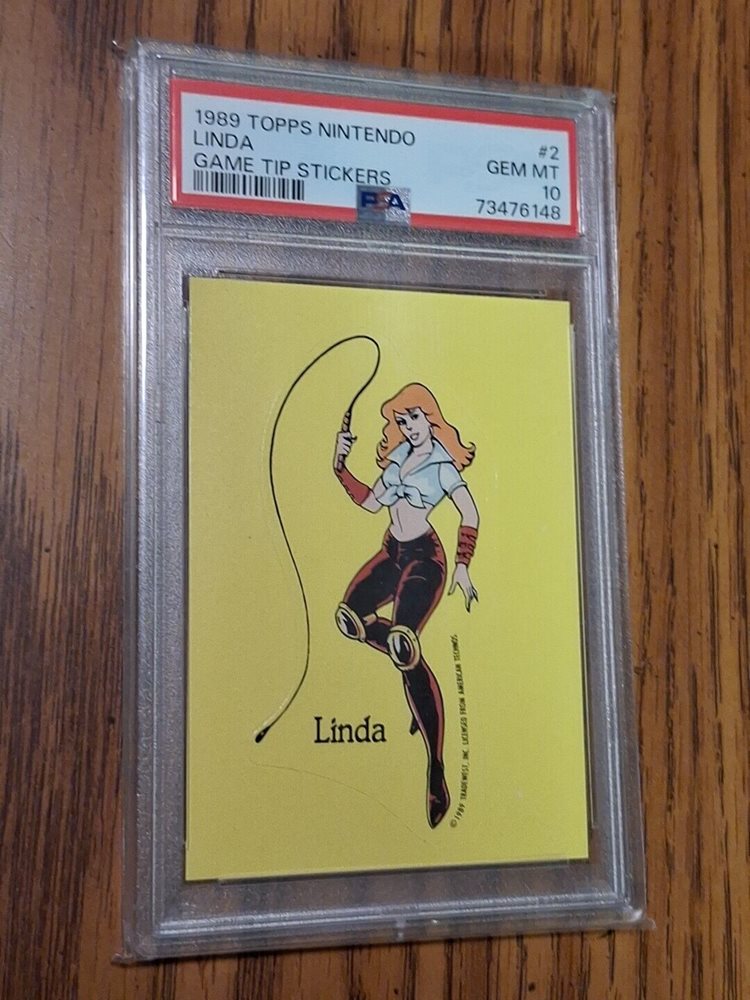 1989 TOPPS NINTENDO #2
LINDA GEM MT
GAME TIP STICKERS 10
PSA 73476148
Linda
©1989 TRADEWEST, INC. LICENSED FROM AMERICAN TECHNOS